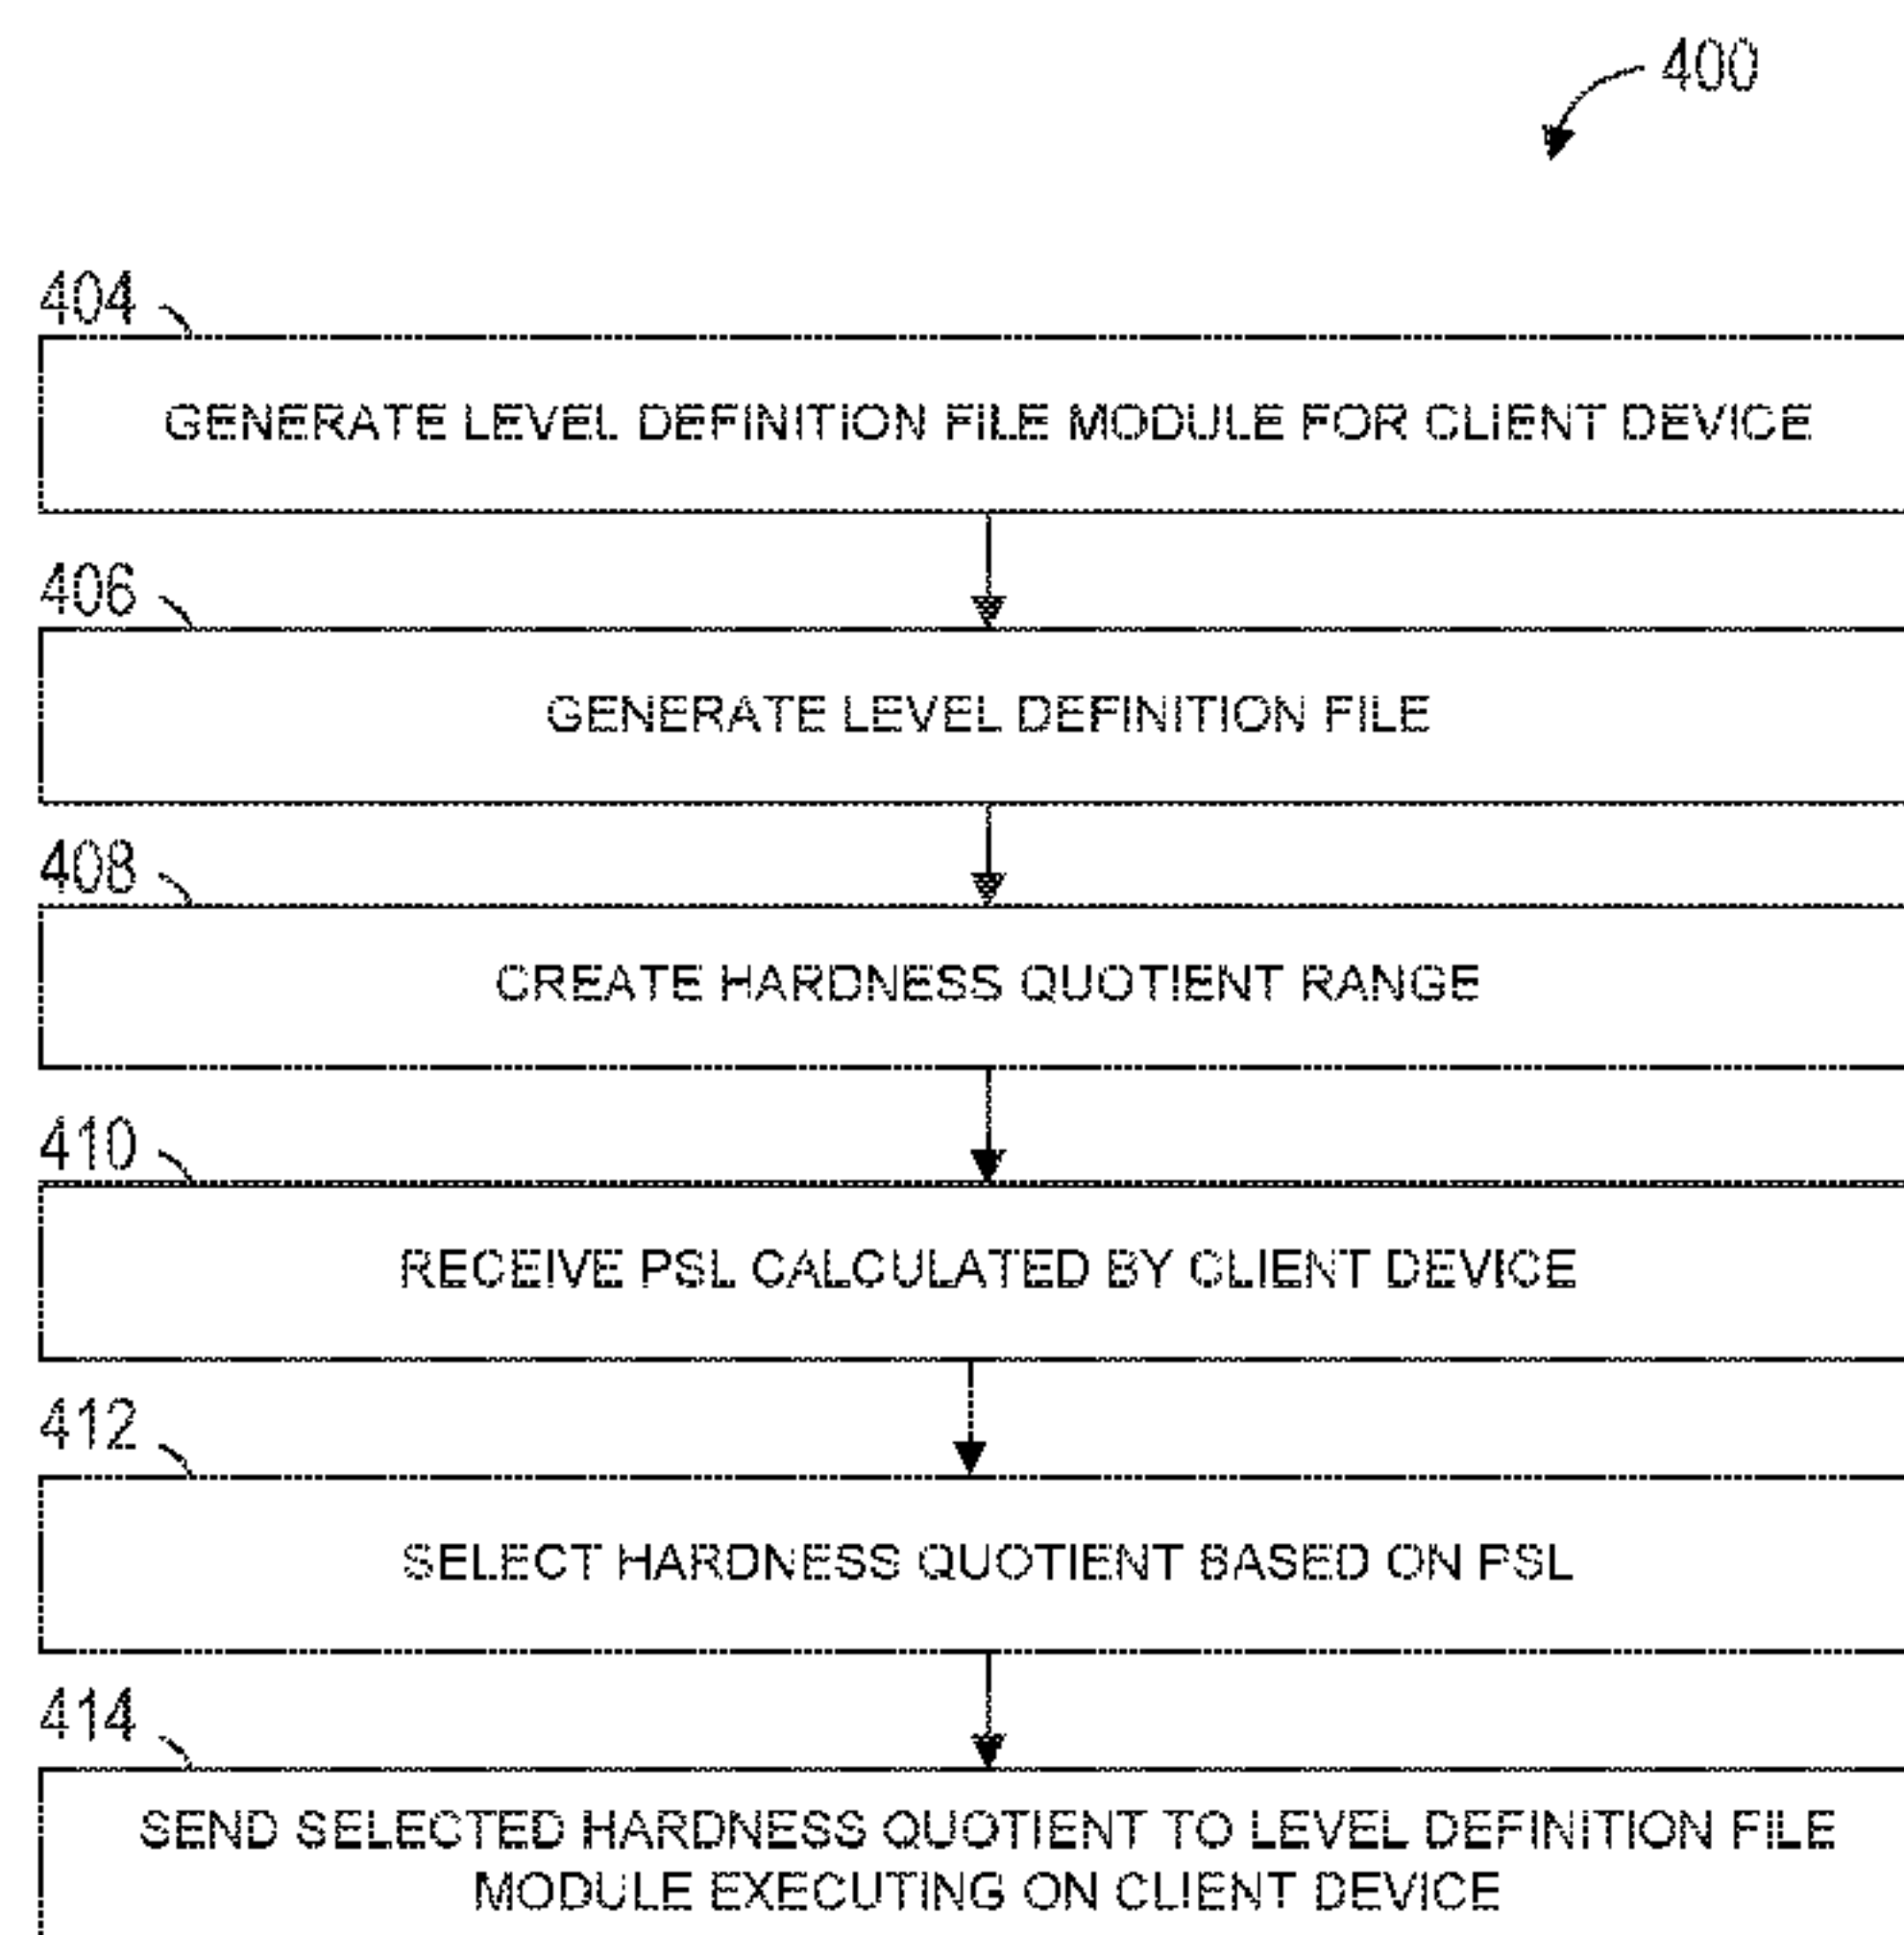 400
404
GENERATE LEVEL DEFINITION FILE MODULE FOR CLIENT DEVICE
406
GENERATE LEVEL DEFINITION FILE
408
CREATE HARDNESS QUOTIENT RANGE
410
RECEIVE PSL CALCULATED BY CLIENT DEVICE
412
SELECT HARDNESS QUOTIENT BASED ON PSL
414
SEND SELECTED HARDNESS QUOTIENT TO LEVEL DEFINITION FILE
MODULE EXECUTING ON CLIENT DEVICE